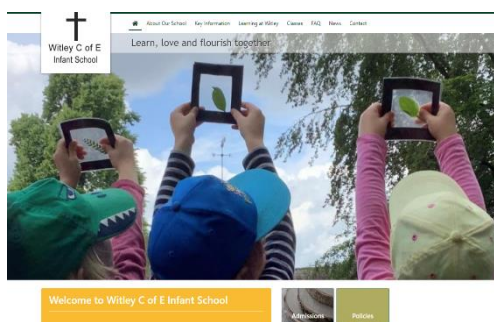 Witley C of E
Infant School
About Our School Key Information Learning at Witley Classes FAQ News Contact
Learn, love and flourish together
Welcome to Witley C of E Infant School
Admissions
Policies